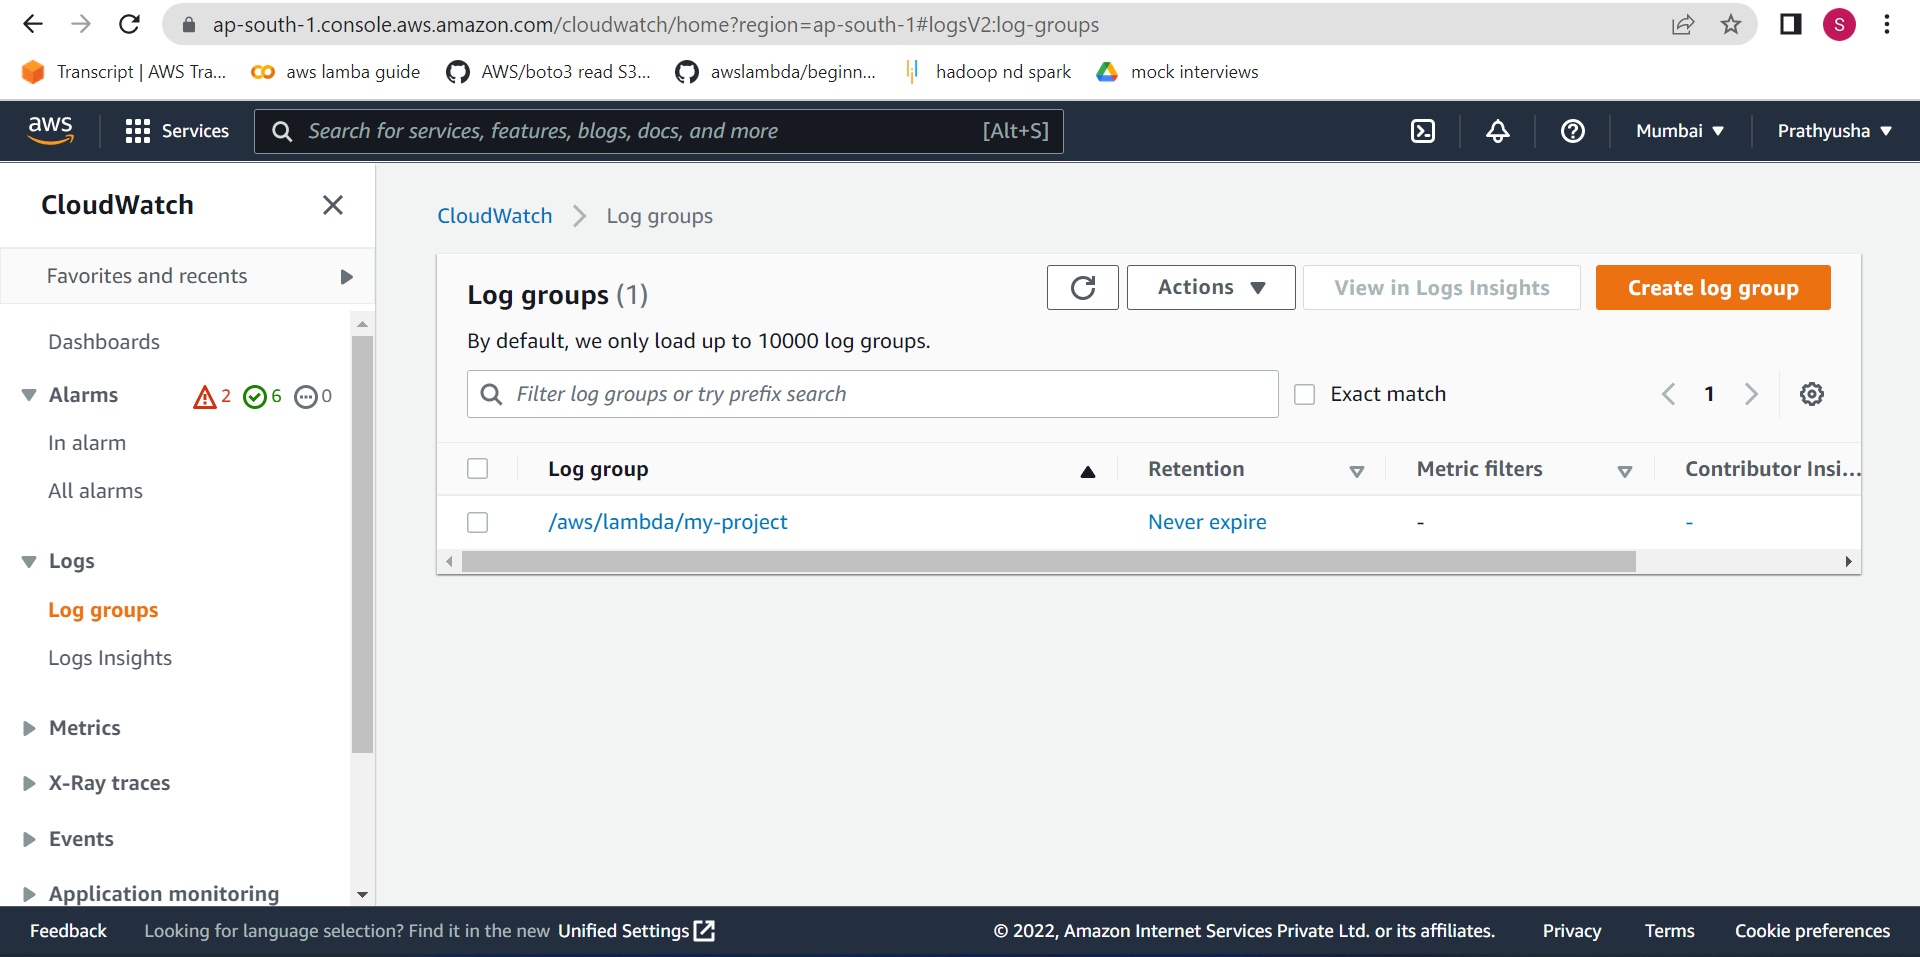 ap-south-1.console.aws.amazon.com/cloudwatch/home?region=ap-south-1#logsV2:log-groups
S
Transcript | AWS Tra... aws lamba guide AWS/boto3 read S3... awslambda/beginn... hadoop nd spark mock interviews
aws Services Search for services, features, blogs, docs, and more [Alt+S] Mumbai Prathyusha
CloudWatch
Favorites and recents
Dashboards
Alarms 2 6 0
In alarm
All alarms
Logs
Log groups
Logs Insights
Metrics
X-Ray traces
Events
Application monitoring
CloudWatch Log groups
Log groups (1) Actions View in Logs Insights Create log group
By default, we only load up to 10000 log groups.
Filter log groups or try prefix search Exact match 1
Log group Retention Metric filters Contributor Insi...
/aws/lambda/my-project Never expire - -
Feedback Looking for language selection? Find it in the new Unified Settings © 2022, Amazon Internet Services Private Ltd. or its affiliates. Privacy Terms Cookie preferences